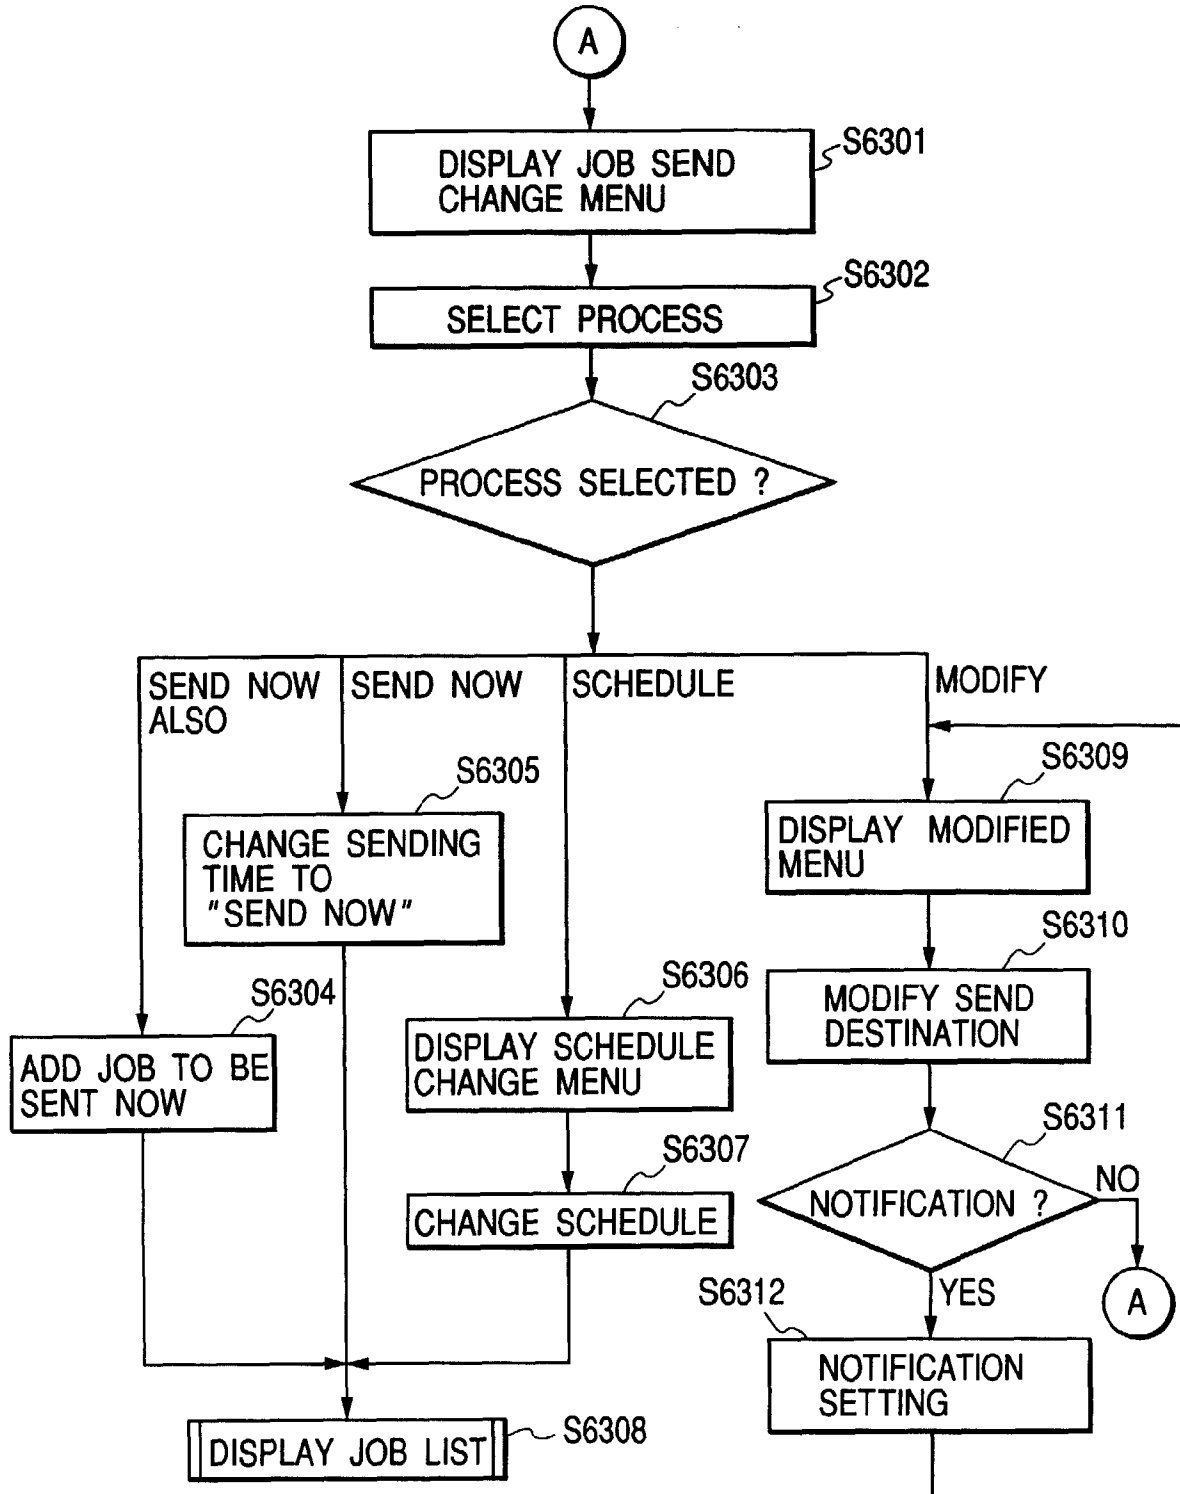 A
S6301
DISPLAY JOB SEND
CHANGE MENU
S6302
SELECT PROCESS
S6303
PROCESS SELECTED ?
SEND NOW
ALSO
SEND NOW
SCHEDULE
MODIFY
S6305
CHANGE SENDING
TIME TO
"SEND NOW"
S6309
DISPLAY MODIFIED
MENU
S6304
ADD JOB TO BE
SENT NOW
S6306
DISPLAY SCHEDULE
CHANGE MENU
S6310
MODIFY SEND
DESTINATION
S6307
CHANGE SCHEDULE
S6311
NOTIFICATION ?
NO
A
YES
S6312
NOTIFICATION
SETTING
S6308
DISPLAY JOB LIST